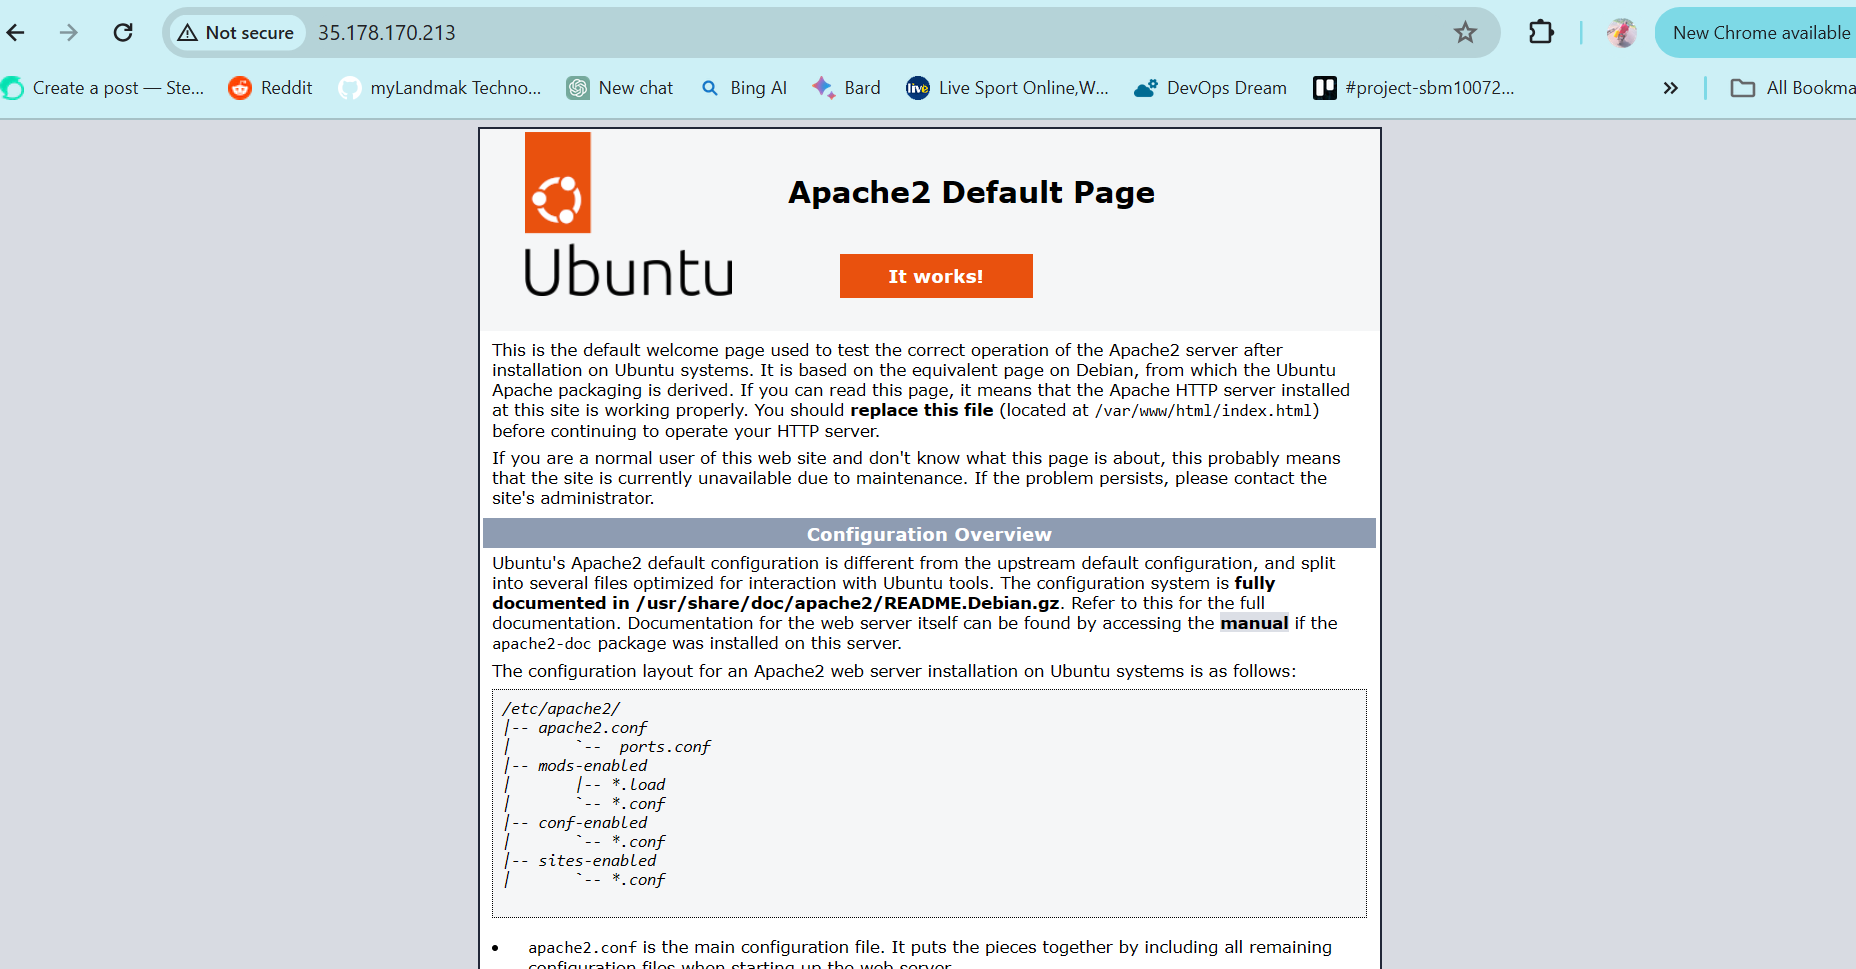 Not secure 35.178.170.213 New Chrome available
Create a post — Ste... Reddit myLandmak Techno... New chat Bing AI Bard Live Sport Online,W... DevOps Dream #project-sbm10072... » All Bookma
Apache2 Default Page
Ubuntu
It works!
This is the default welcome page used to test the correct operation of the Apache2 server after
installation on Ubuntu systems. It is based on the equivalent page on Debian, from which the Ubuntu
Apache packaging is derived. If you can read this page, it means that the Apache HTTP server installed
at this site is working properly. You should replace this file (located at /var/www/html/index.html)
before continuing to operate your HTTP server.
If you are a normal user of this web site and don't know what this page is about, this probably means
that the site is currently unavailable due to maintenance. If the problem persists, please contact the
site's administrator.
Configuration Overview
Ubuntu's Apache2 default configuration is different from the upstream default configuration, and split
into several files optimized for interaction with Ubuntu tools. The configuration system is fully
documented in /usr/share/doc/apache2/README.Debian.gz. Refer to this for the full
documentation. Documentation for the web server itself can be found by accessing the manual if the
apache2-doc package was installed on this server.
The configuration layout for an Apache2 web server installation on Ubuntu systems is as follows:
/etc/apache2/
|-- apache2.conf
|       `--  ports.conf
|-- mods-enabled
|       |-- *.load
|       `-- *.conf
|-- conf-enabled
|       `-- *.conf
|-- sites-enabled
|       `-- *.conf
• apache2.conf is the main configuration file. It puts the pieces together by including all remaining
configuration files when starting up the web server.